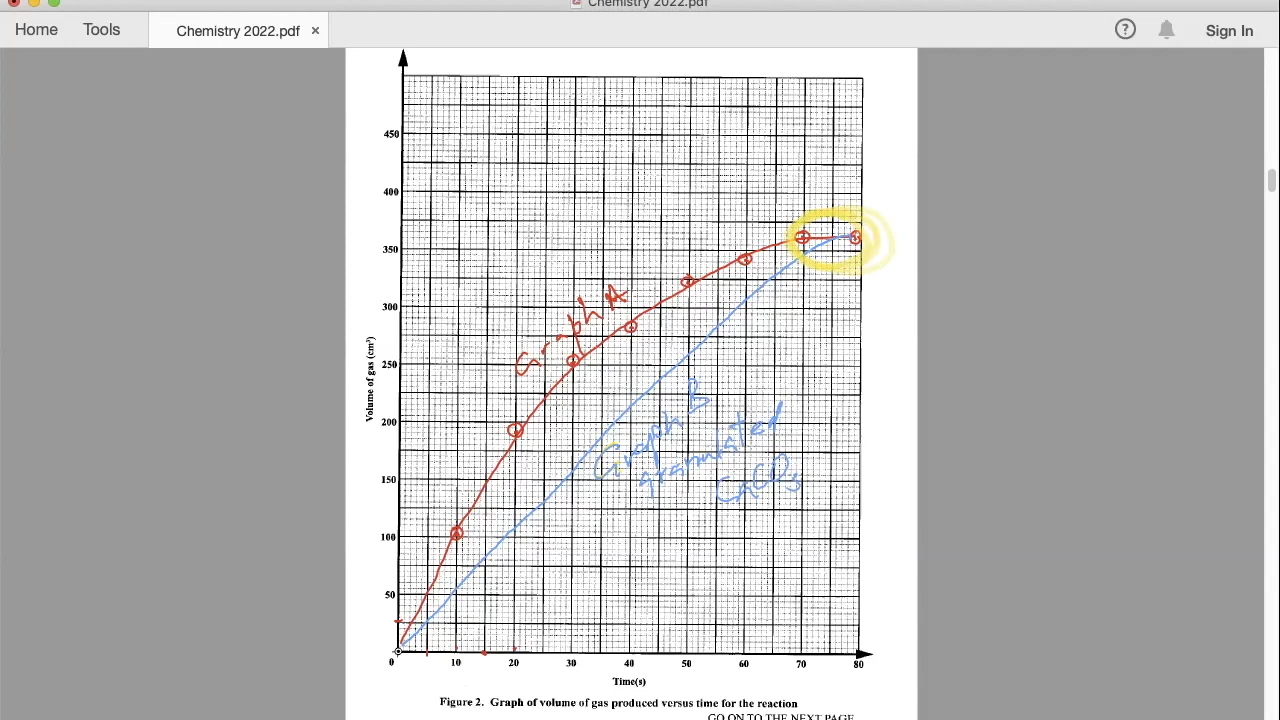 Chemistry 2022.pdf
Home Tools Chemistry 2022.pdf × ? Sign In
450
400
350
300
250
200
150
100
50
0 10 20 30 40 50 60 70 80
Volume of gas (cm³)
Time(s)
Graph A
Graph B
granulated
CaCO3
Figure 2. Graph of volume of gas produced versus time for the reaction
GO ON TO THE NEXT PAGE